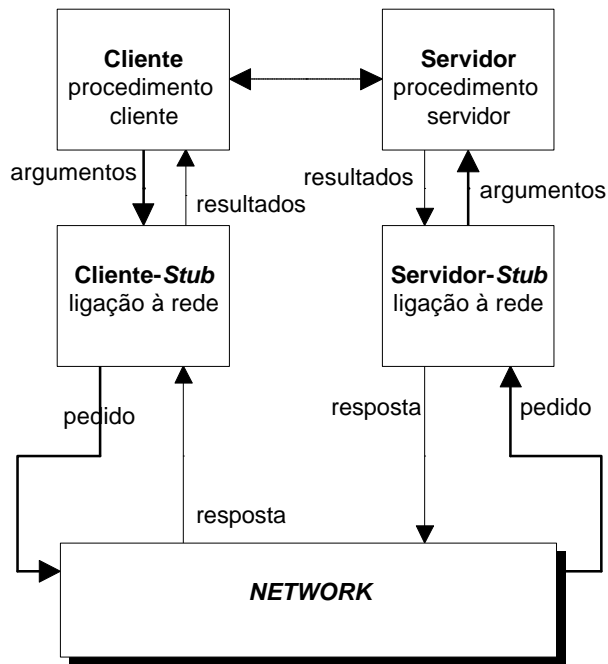 Cliente
procedimento
cliente
Servidor
procedimento
servidor
argumentos
resultados
resultados
argumentos
Cliente-Stub
ligação à rede
Servidor-Stub
ligação à rede
pedido
resposta
resposta
pedido
NETWORK